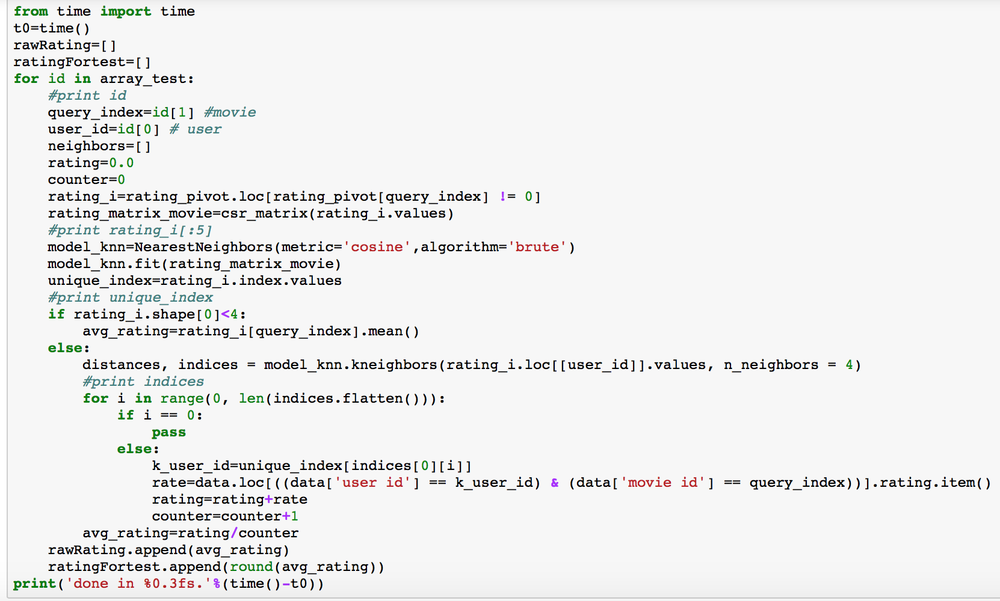 from time import time
t0=time()
rawRating=[]
ratingFortest=[]
for id in array_test:
    #print id
    query_index=id[1] #movie
    user_id=id[0] # user
    neighbors=[]
    rating=0.0
    counter=0
    rating_i=rating_pivot.loc[rating_pivot[query_index] != 0]
    rating_matrix_movie=csr_matrix(rating_i.values)
    #print rating_i[:5]
    model_knn=NearestNeighbors(metric='cosine',algorithm='brute')
    model_knn.fit(rating_matrix_movie)
    unique_index=rating_i.index.values
    #print unique_index
    if rating_i.shape[0]<4:
        avg_rating=rating_i[query_index].mean()
    else:
        distances, indices = model_knn.kneighbors(rating_i.loc[[user_id]].values, n_neighbors = 4)
        #print indices
        for i in range(0, len(indices.flatten())):
            if i == 0:
                pass
            else:
                k_user_id=unique_index[indices[0][i]]
                rate=data.loc[((data['user id'] == k_user_id) & (data['movie id'] == query_index))].rating.item()
                rating=rating+rate
                counter=counter+1
        avg_rating=rating/counter
    rawRating.append(avg_rating)
    ratingFortest.append(round(avg_rating))
print('done in %0.3fs.'%(time()-t0))